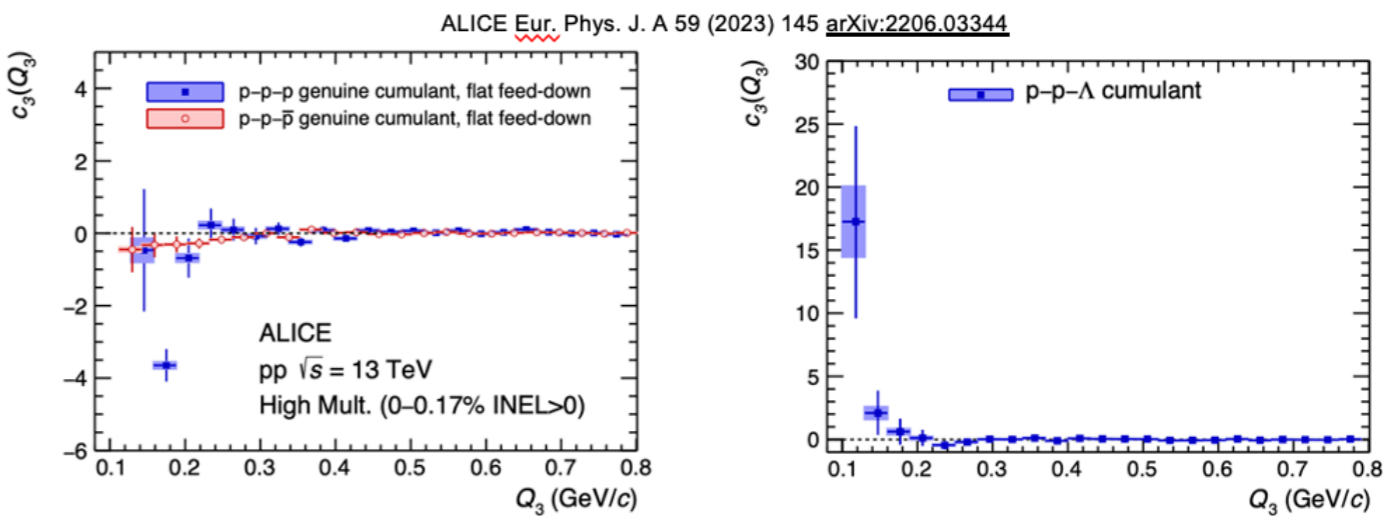 ALICE Eur. Phys. J. A 59 (2023) 145 arXiv:2206.03344
c₃(Q₃)
4
2
0
−2
−4
−6
p−p−p genuine cumulant, flat feed-down
p−p−p̅ genuine cumulant, flat feed-down
ALICE
pp √s = 13 TeV
High Mult. (0−0.17% INEL>0)
0.1 0.2 0.3 0.4 0.5 0.6 0.7 0.8
Q₃ (GeV/c)
c₃(Q₃)
30
25
20
15
10
5
0
p−p−Λ cumulant
0.1 0.2 0.3 0.4 0.5 0.6 0.7 0.8
Q₃ (GeV/c)